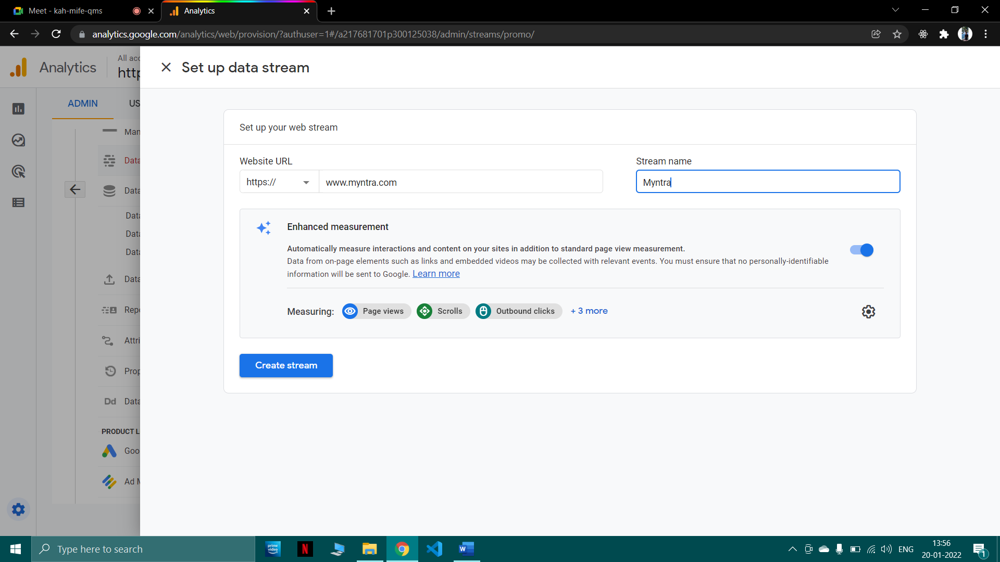 Meet - kah-mife-qms
Analytics
analytics.google.com/analytics/web/provision/?authuser=1#/a217681701p300125038/admin/streams/promo/
Analytics
All acc
http
Set up data stream
ADMIN
US
Man
Data
Data
Data
Data
Data
Data
Repo
Attri
Prop
Dd Data
PRODUCT L
Goo
Ad M
Set up your web stream
Website URL
Stream name
https://
www.myntra.com
Myntra
Enhanced measurement
Automatically measure interactions and content on your sites in addition to standard page view measurement.
Data from on-page elements such as links and embedded videos may be collected with relevant events. You must ensure that no personally-identifiable
information will be sent to Google. Learn more
Measuring: Page views Scrolls Outbound clicks + 3 more
Create stream
Type here to search
prime video
N
W
ENG
13:56
20-01-2022
1